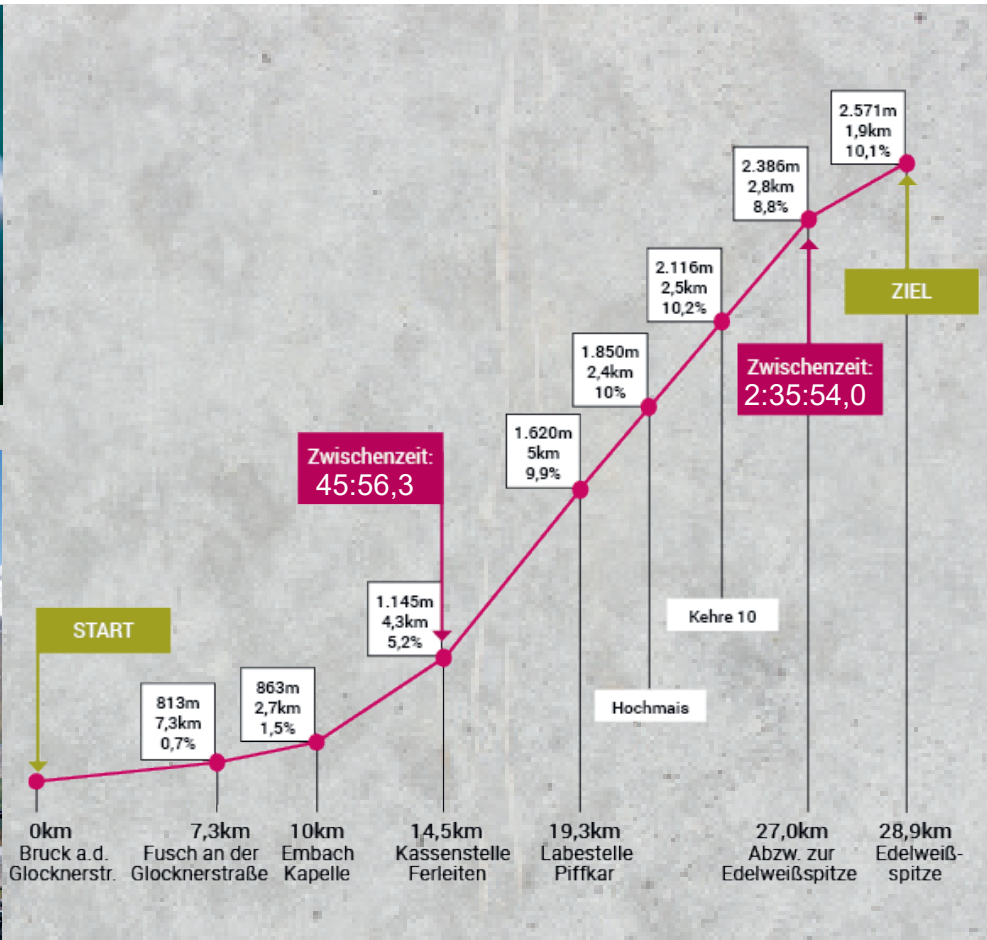 2.571m
1,9km
10,1%
2.386m
2,8km
8,8%
ZIEL
2.116m
2,5km
10,2%
1.850m
2,4km
10%
Zwischenzeit:
2:35:54,0
1.620m
5km
9,9%
Zwischenzeit:
45:56,3
1.145m
4,3km
5,2%
START
Kehre 10
863m
2,7km
1,5%
813m
7,3km
0,7%
Hochmais
0km
Bruck a.d.
Glocknerstr.
7,3km
Fusch an der
Glocknerstraße
10km
Embach
Kapelle
14,5km
Kassenstelle
Ferleiten
19,3km
Labestelle
Piffkar
27,0km
Abzw. zur
Edelweißspitze
28,9km
Edelweiß-
spitze